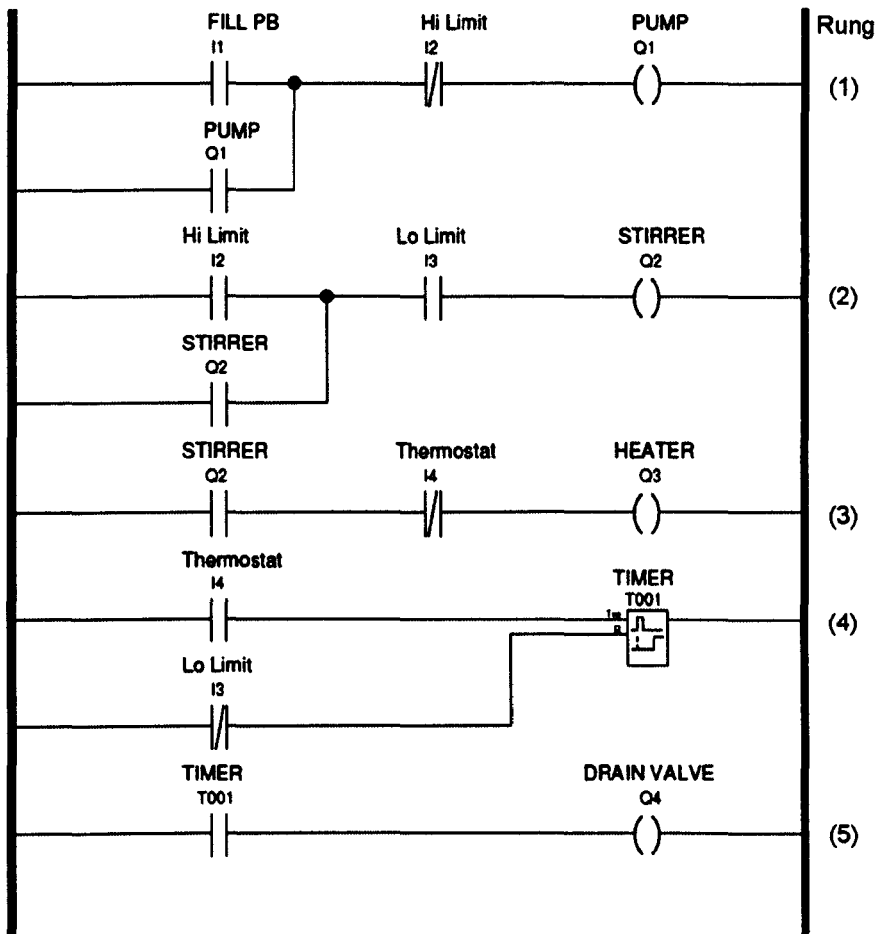 FILL PB Hi Limit PUMP Rung
I1 I2 Q1
(1)
PUMP
Q1
Hi Limit Lo Limit STIRRER
I2 I3 Q2
(2)
STIRRER
Q2
STIRRER Thermostat HEATER
Q2 I4 Q3
(3)
Thermostat
I4
TIMER
T001
(4)
R
Lo Limit
I3
TIMER DRAIN VALVE
T001 Q4
(5)